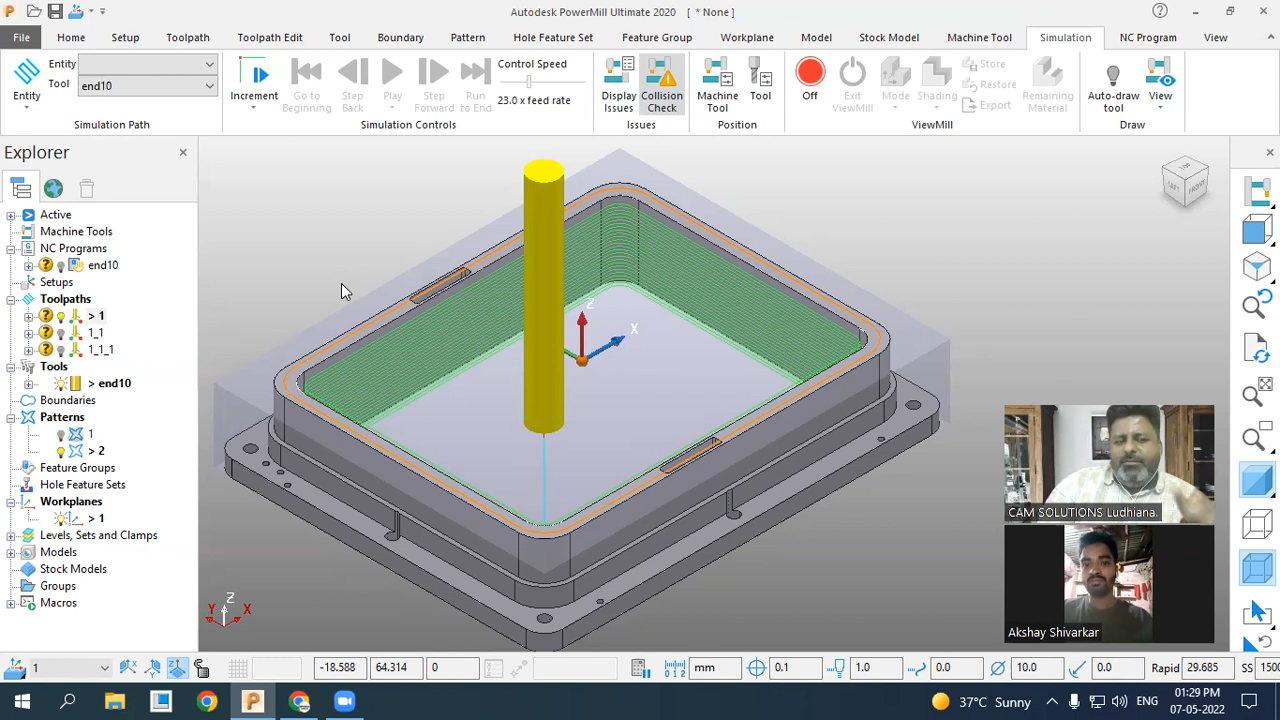 Autodesk PowerMill Ultimate 2020 [ * None ]
File Home Setup Toolpath Toolpath Edit Tool Boundary Pattern Hole Feature Set Feature Group Workplane Model Stock Model Machine Tool Simulation NC Program View
Entity
Entity
Tool end10
Simulation Path
Increment
Go to Beginning
Step Back
Play
Step Forward
Run to End
Control Speed
23.0 x feed rate
Simulation Controls
Display Issues
Collision Check
Issues
Machine Tool
Tool
Position
Off
Exit ViewMill
Mode
Shading
Store
Restore
Export
Remaining Material
ViewMill
Auto-draw tool
View
Draw
Explorer
Active
Machine Tools
NC Programs
end10
Setups
Toolpaths
> 1
1_1
1_1_1
Tools
> end10
Boundaries
Patterns
1
> 2
Feature Groups
Hole Feature Sets
Workplanes
> 1
Levels, Sets and Clamps
Models
Stock Models
Groups
Macros
Z
X
TOP
LEFT
FRONT
Z
Y
X
CAM SOLUTIONS Ludhiana.
Akshay Shivarkar
1 -18.588 64.314 0 mm 0.1 1.0 0.0 10.0 0.0 Rapid 29.685 SS 1500
37°C Sunny ENG 01:29 PM
07-05-2022